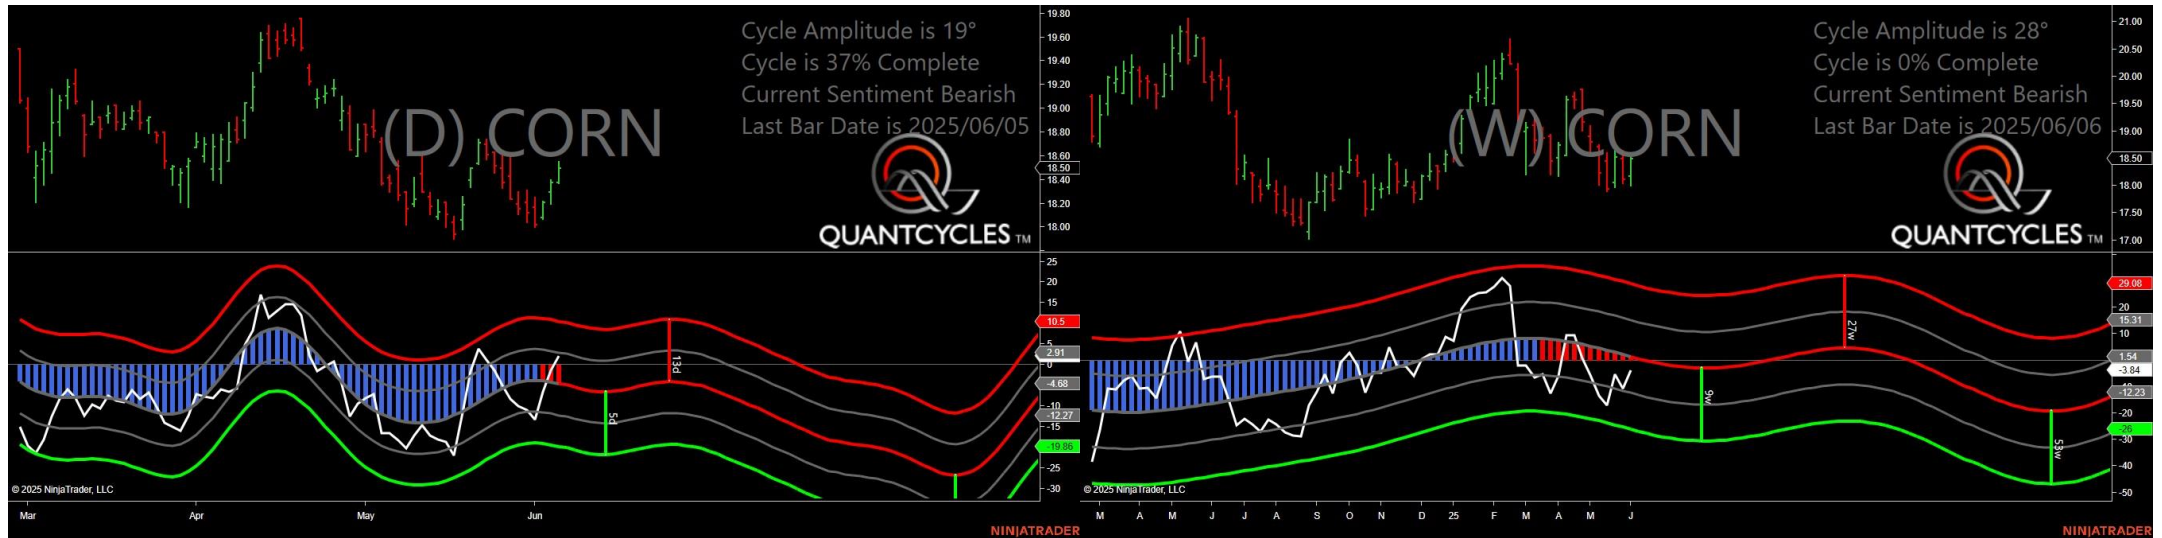 Cycle Amplitude is 19°
Cycle is 37% Complete
Current Sentiment Bearish
Last Bar Date is 2025/06/05
(D) CORN
QUANTCYCLES TM
19.80
19.60
19.40
19.20
19.00
18.80
18.60
18.50
18.40
18.20
18.00
25
20
15
10.5
5
2.91
0
-4.68
-10
-12.27
-15
-19.86
-25
-30
13d
5d
© 2025 NinjaTrader, LLC
Mar Apr May Jun
NINJATRADER
Cycle Amplitude is 28°
Cycle is 0% Complete
Current Sentiment Bearish
Last Bar Date is 2025/06/06
(W) CORN
QUANTCYCLES TM
21.00
20.50
20.00
19.50
19.00
18.50
18.00
17.50
17.00
29.08
20
15.31
10
1.54
-3.84
-12.23
-20
-26
-30
-40
-50
27w
9w
53w
© 2025 NinjaTrader, LLC
M A M J J A S O N D 25 F M A M J
NINJATRADER